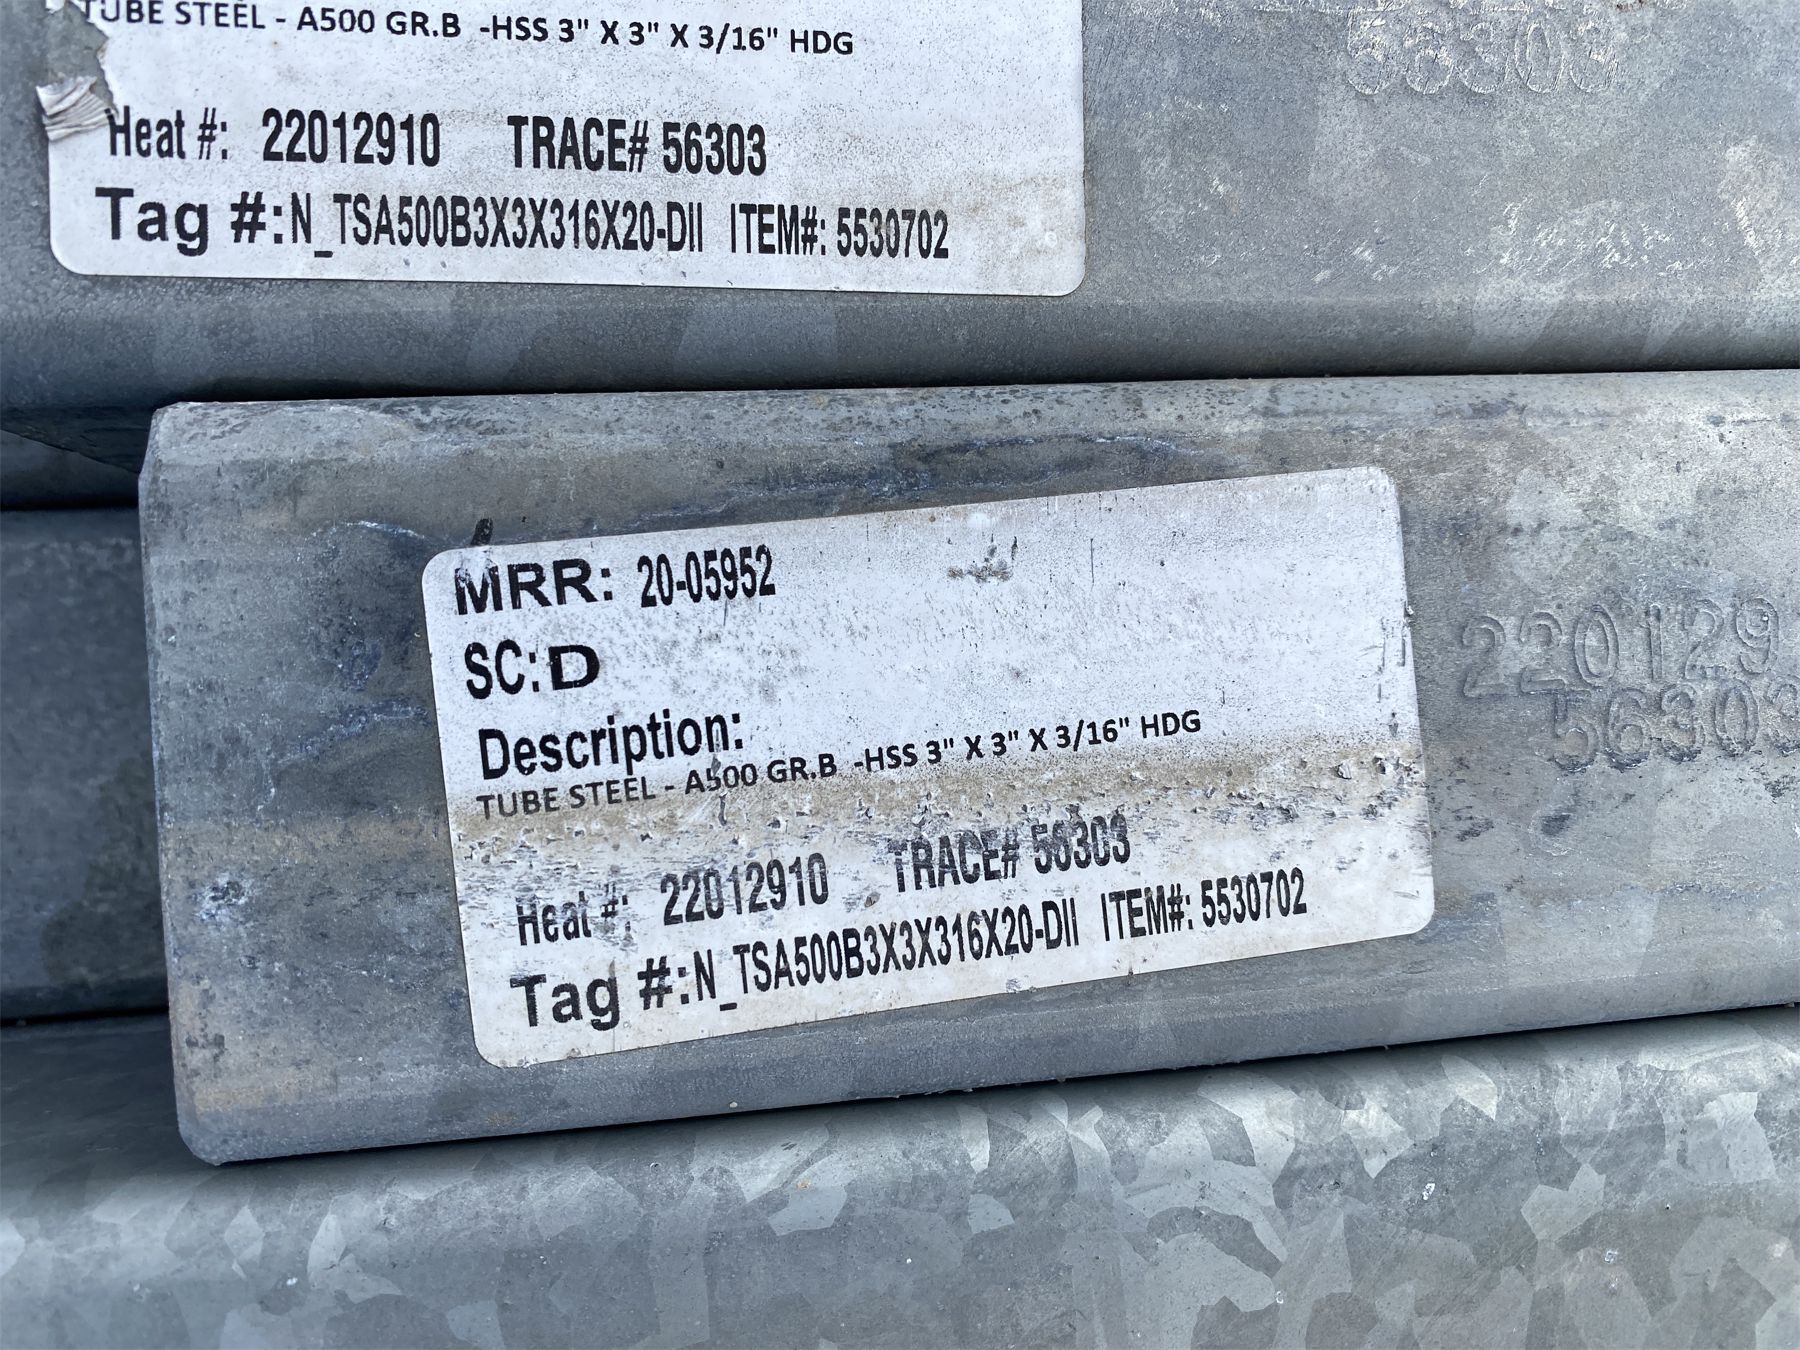 TUBE STEEL - A500 GR.B -HSS 3" X 3" X 3/16" HDG
Heat #: 22012910 TRACE# 56303
Tag #:N_TSA500B3X3X316X20-DII ITEM#: 5530702
56303
MRR: 20-05952
SC:D
Description:
TUBE STEEL - A500 GR.B -HSS 3" X 3" X 3/16" HDG
Heat #: 22012910 TRACE# 56303
Tag #:N_TSA500B3X3X316X20-DII ITEM#: 5530702
220129
56303